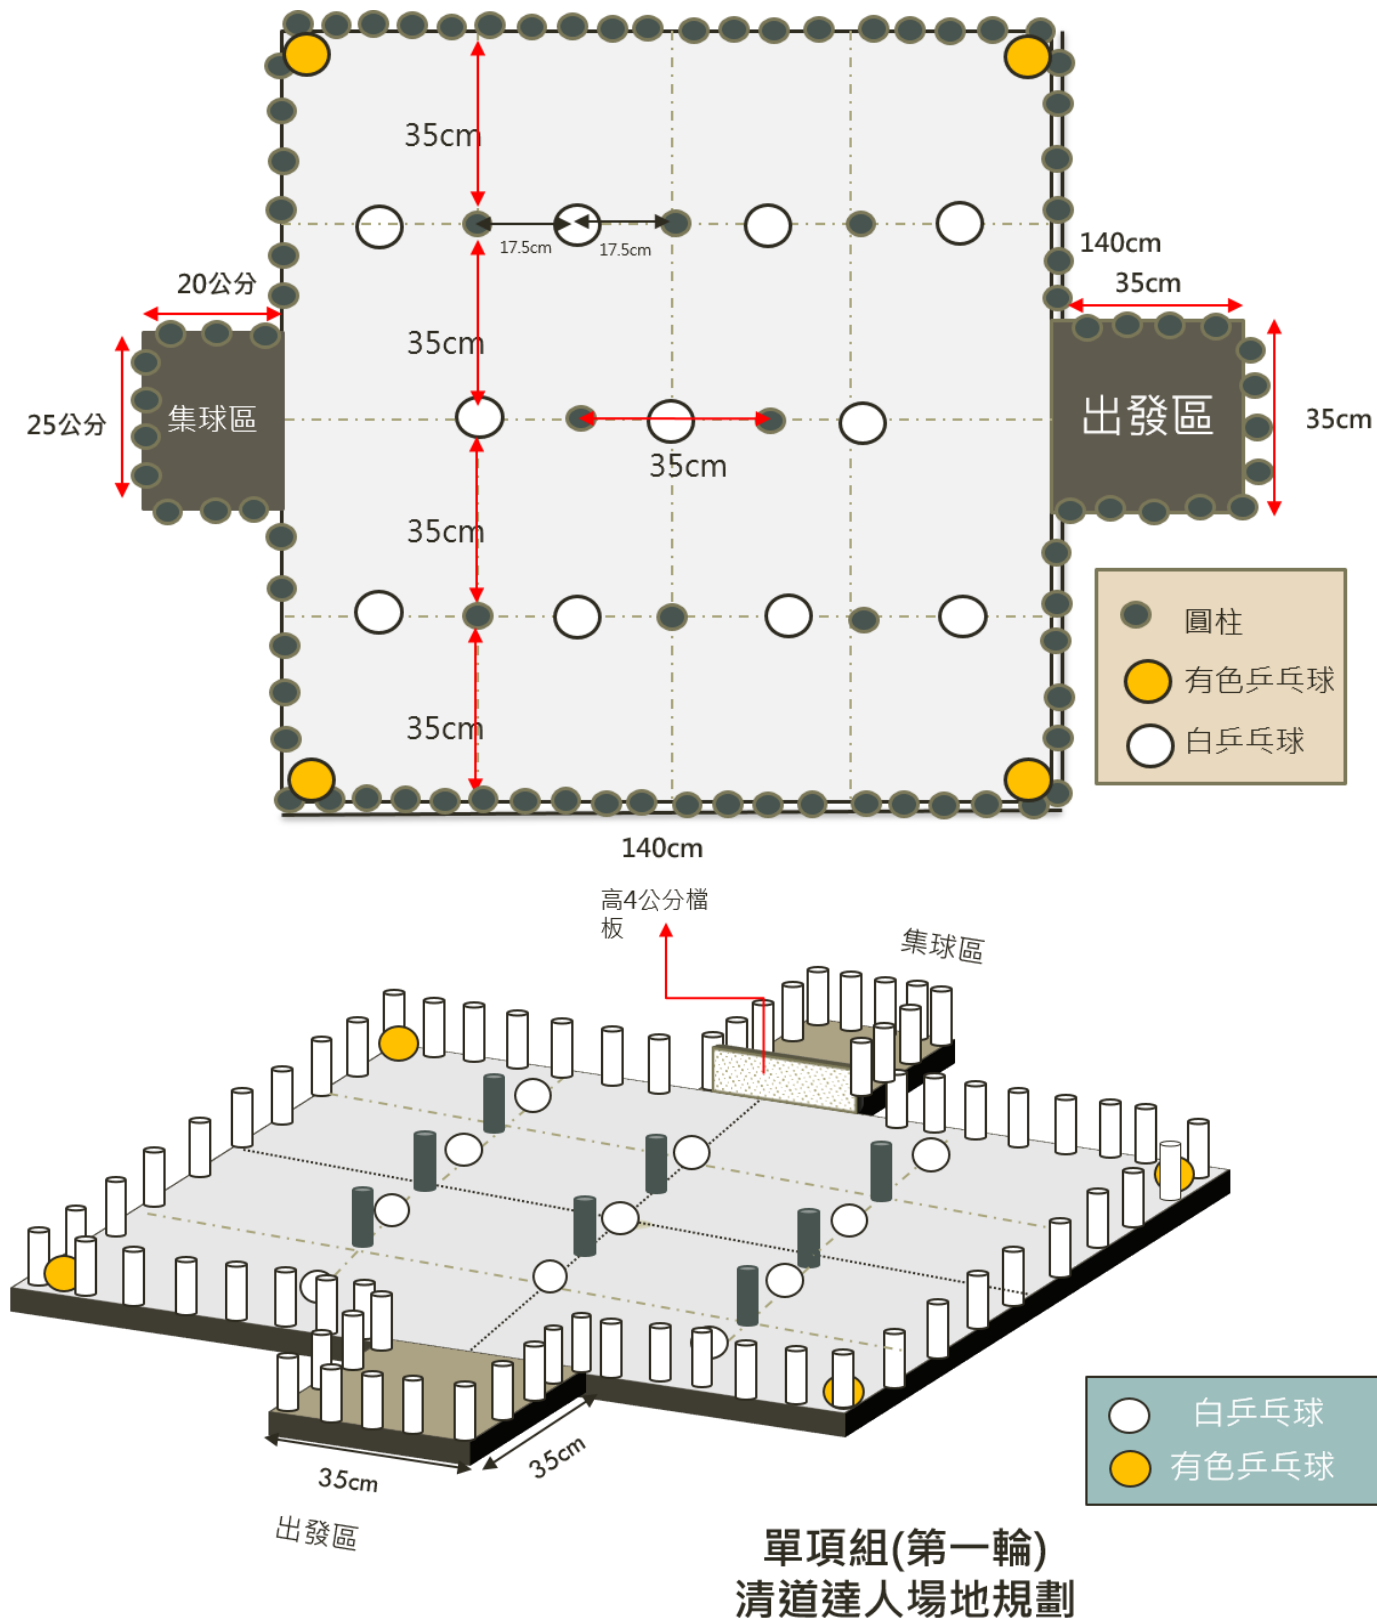 35cm
17.5cm
17.5cm
140cm
20公分
35cm
35cm
25公分
集球區
出發區
35cm
35cm
35cm
圓柱
有色乒乓球
35cm
白乒乓球
140cm
高4公分檔
板
集球區
白乒乓球
有色乒乓球
35cm
35cm
出發區
單項組(第一輪)
清道達人場地規劃